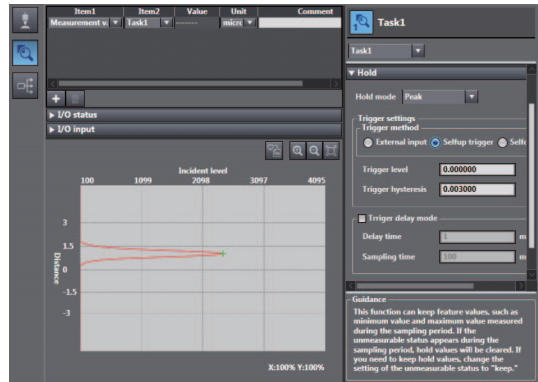 Item1 Item2 Value Unit Comment
Measurement v. Task1 -------- micro
I/O status
I/O input
Incident level
100 1099 2098 3097 4095
3
1.5
0
-1.5
-3
Distance
X:100% Y:100%
1 Task1
Task1
Hold
Hold mode Peak
Trigger settings
Trigger method
External input Selfup trigger Selfd
Trigger level 0.000000
Trigger hysteresis 0.003000
Trriger delay mode
Delay time 1 m
Sampling time 100 m
Guidance
This function can keep feature values, such as
minimum value and maximum value measured
during the sampling period. If the
unmeasurable status appears during the
sampling period, hold values will be cleared. If
you need to keep hold values, change the
setting of the unmeasurable status to "keep."